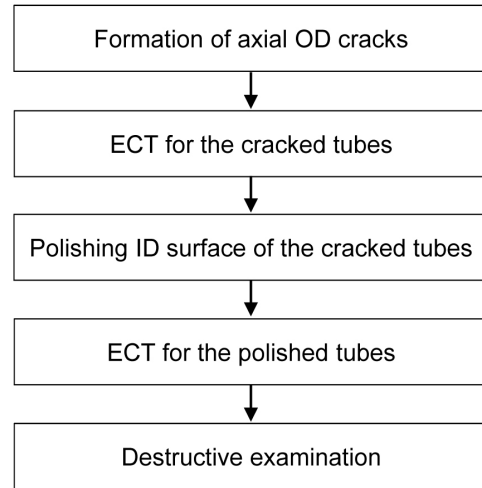 Formation of axial OD cracks
ECT for the cracked tubes
Polishing ID surface of the cracked tubes
ECT for the polished tubes
Destructive examination